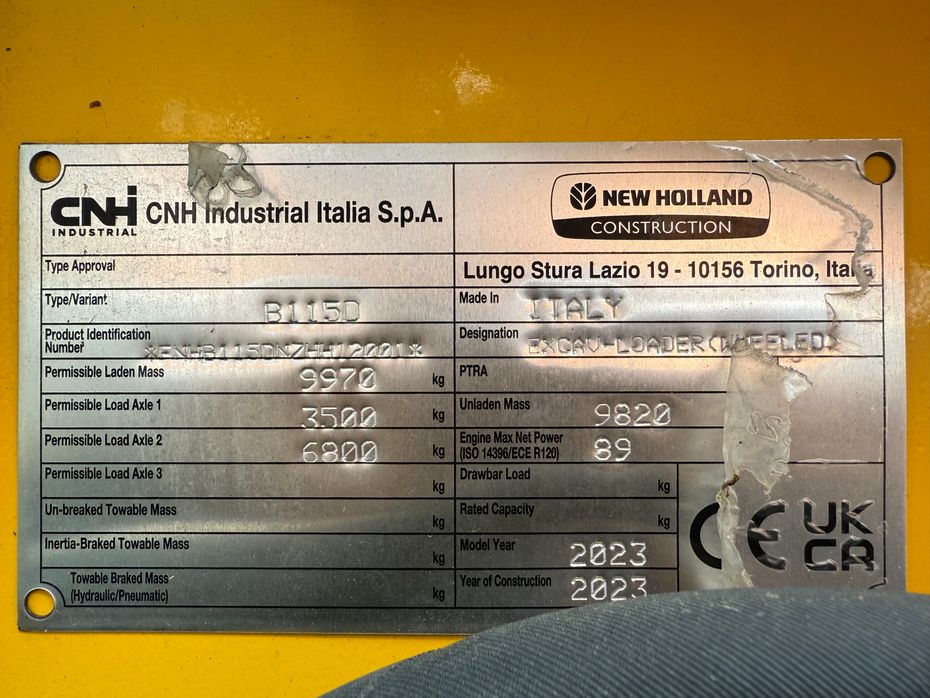 CNH INDUSTRIAL CNH Industrial Italia S.p.A.
NEW HOLLAND
CONSTRUCTION
Type Approval
Lungo Stura Lazio 19 - 10156 Torino, Italia
Type/Variant B115D
Made In ITALY
Product Identification Number
Designation EXCAV-LOADER(WHEELED)
Permissible Laden Mass 9970 kg
PTRA
Permissible Load Axle 1 3500 kg
Unladen Mass 9820
Permissible Load Axle 2 6800 kg
Engine Max Net Power (ISO 14396/ECE R120) 89
Permissible Load Axle 3 kg
Drawbar Load kg
Un-breaked Towable Mass kg
Rated Capacity kg
Inertia-Braked Towable Mass kg
Model Year 2023
Towable Braked Mass (Hydraulic/Pneumatic) kg
Year of Construction 2023
CE UK CA